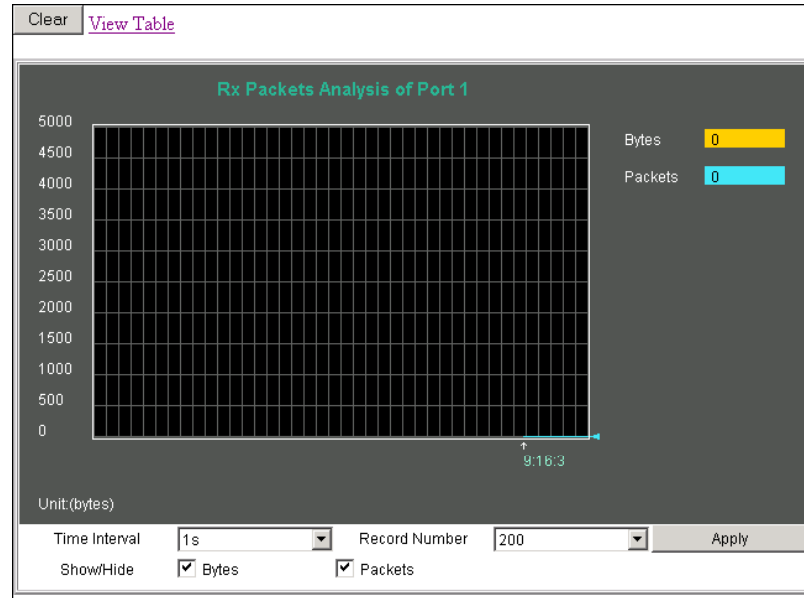 Clear View Table
Rx Packets Analysis of Port 1
5000
4500
4000
3500
3000
2500
2000
1500
1000
500
0
Bytes 0
Packets 0
9:16:3
Unit:(bytes)
Time Interval 1s Record Number 200 Apply
Show/Hide Bytes Packets